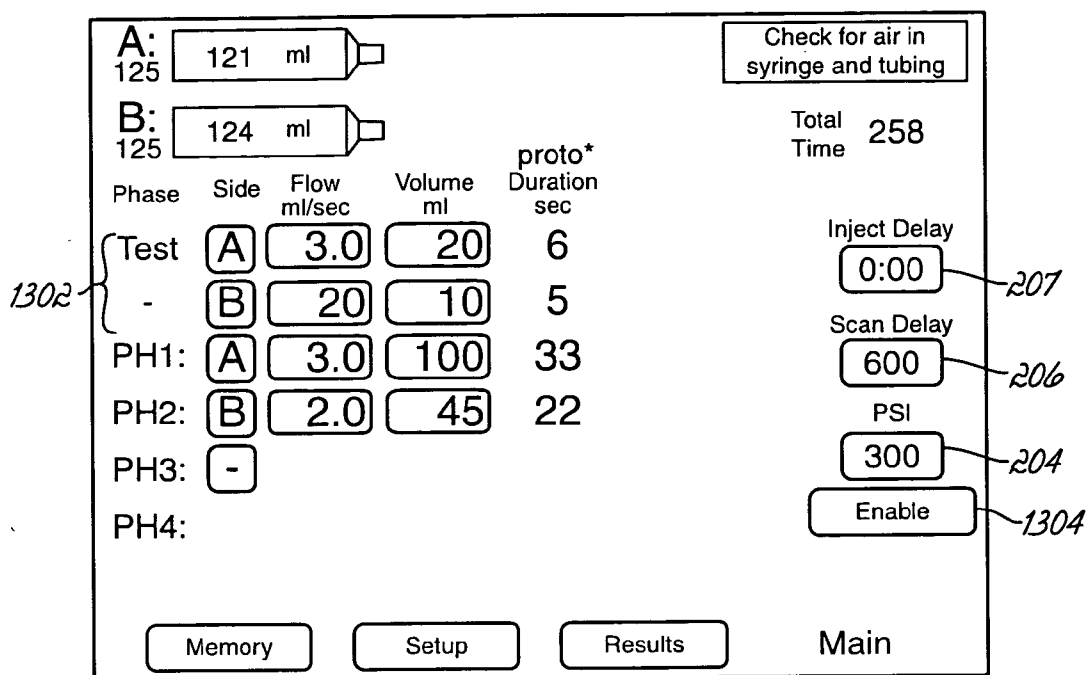 A:
125
121 ml
Check for air in
syringe and tubing
B:
125
124 ml
Total
Time
258
proto*
Phase Side Flow
ml/sec Volume
ml Duration
sec
Test A 3.0 20 6
- B 20 10 5
PH1: A 3.0 100 33
PH2: B 2.0 45 22
PH3: -
PH4:
1302
Inject Delay
0:00
207
Scan Delay
600
206
PSI
300
204
Enable
1304
Memory Setup Results Main